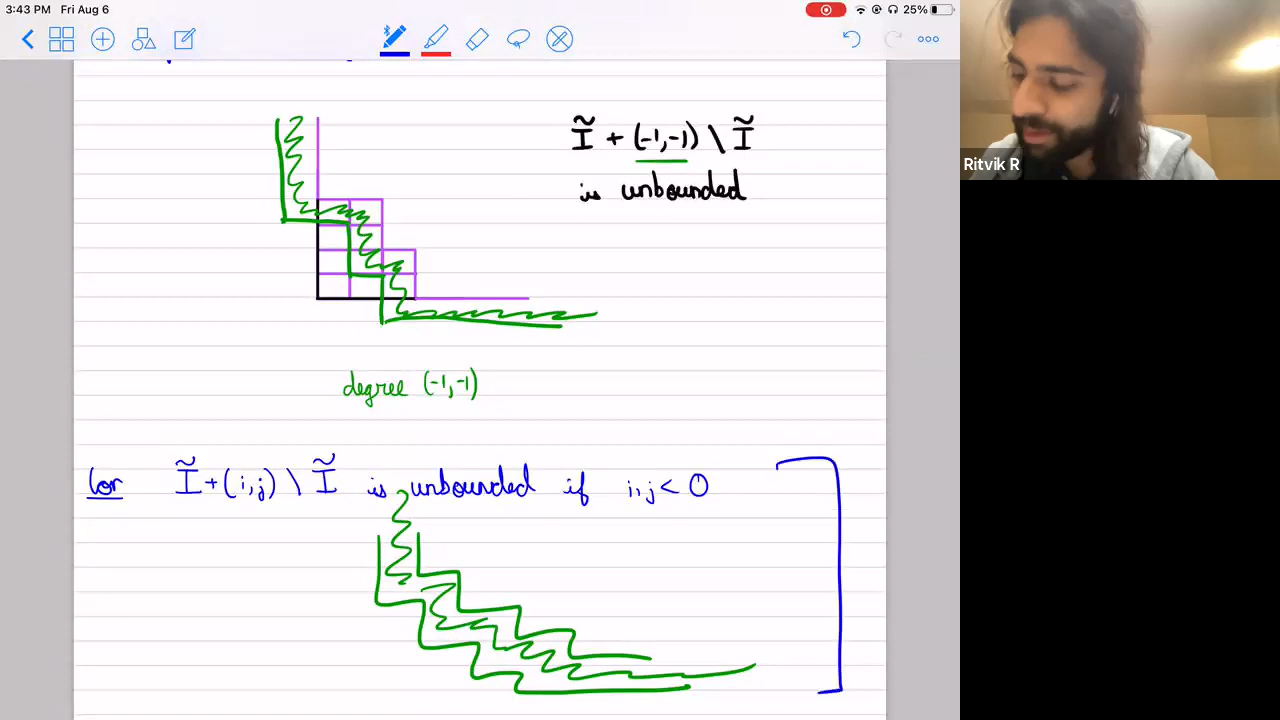 3:43 PM Fri Aug 6
25%
Ritvik R
Ĩ + (-1,-1) \ Ĩ
is unbounded
degree (-1,-1)
Cor Ĩ + (i,j) \ Ĩ is unbounded if i,j < 0